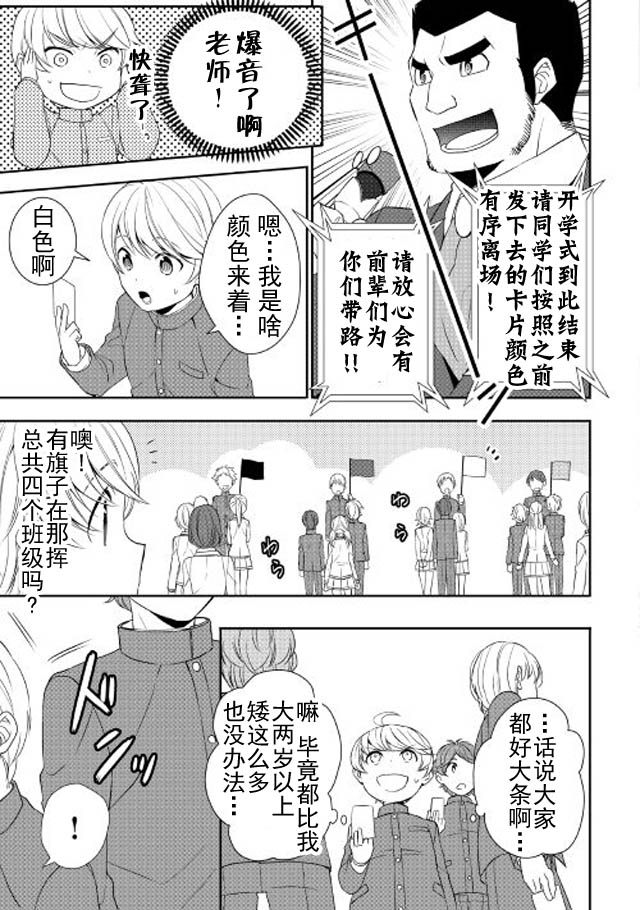 开学式到此结束
请同学们按照之前
发下去的卡片颜色
有序离场！
请放心会有
前辈们为
你们带路!!
爆音了啊
老师！
快聋了…
嗯…我是啥
颜色来着…
白色啊
わら
わら
噢！
有旗子在那挥
总共四个班级吗？
…话说大家
都好大条啊…
嘛 毕竟都比我
大两岁以上
矮这么多
也没办法…
！